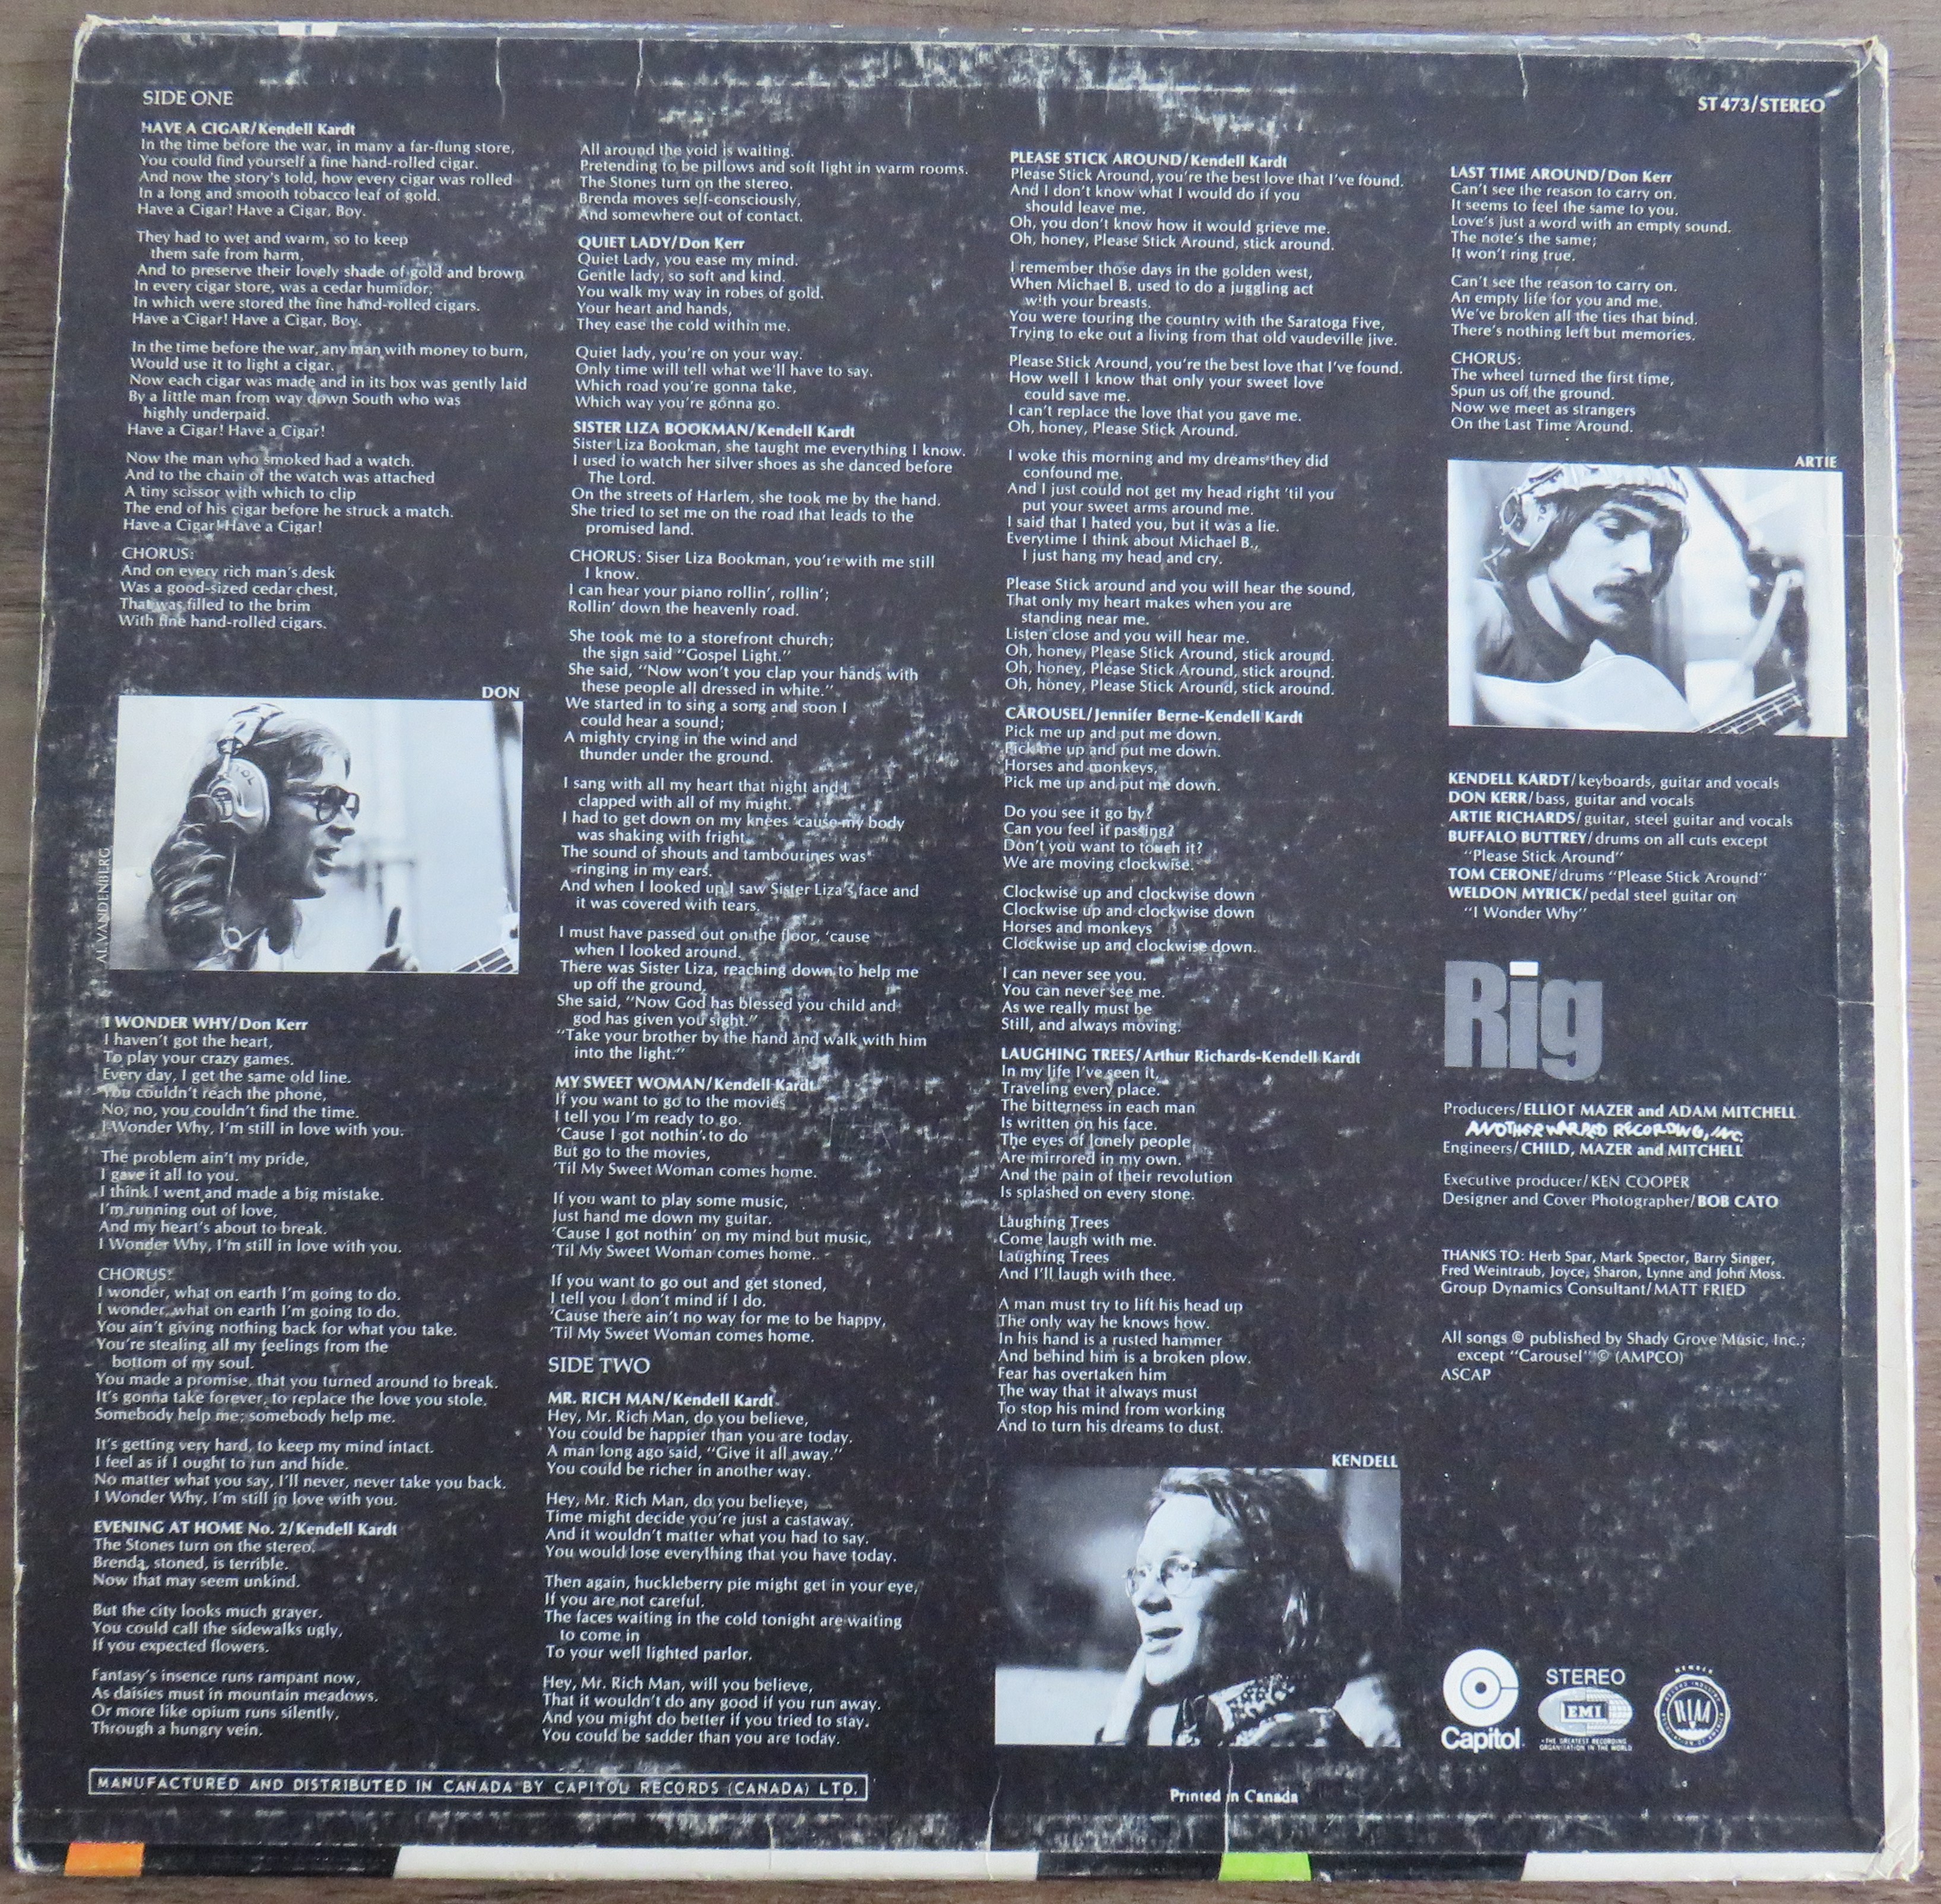 SIDE ONE
HAVE A CIGAR/Kendell Kardt
In the time before the war, in many a far-flung store,
You could find yourself a fine hand-rolled cigar.
And now the story's told, how every cigar was rolled
In a long and smooth tobacco leaf of gold.
Have a Cigar! Have a Cigar, Boy.
They had to wet and warm, so to keep
them safe from harm,
And to preserve their lovely shade of gold and brown
In every cigar store, was a cedar humidor,
In which were stored the fine hand-rolled cigars.
Have a Cigar! Have a Cigar, Boy.
In the time before the war, any man with money to burn,
Would use it to light a cigar.
Now each cigar was made and in its box was gently laid
By a little man from way down South who was
highly underpaid.
Have a Cigar! Have a Cigar!
Now the man who smoked had a watch.
And to the chain of the watch was attached
A tiny scissor with which to clip
The end of his cigar before he struck a match.
Have a Cigar! Have a Cigar!
CHORUS:
And on every rich man's desk
Was a good-sized cedar chest,
That was filled to the brim
With fine hand-rolled cigars.
DON
AL VANDENBERG
I WONDER WHY/Don Kerr
I haven't got the heart,
To play your crazy games.
Every day, I get the same old line.
You couldn't reach the phone,
No, no, you couldn't find the time.
I Wonder Why, I'm still in love with you.
The problem ain't my pride,
I gave it all to you.
I think I went and made a big mistake.
I'm running out of love,
And my heart's about to break.
I Wonder Why, I'm still in love with you.
CHORUS:
I wonder, what on earth I'm going to do.
I wonder, what on earth I'm going to do.
You ain't giving nothing back for what you take.
You're stealing all my feelings from the
bottom of my soul.
You made a promise, that you turned around to break.
It's gonna take forever, to replace the love you stole.
Somebody help me; somebody help me.
It's getting very hard, to keep my mind intact.
I feel as if I ought to run and hide.
No matter what you say, I'll never, never take you back.
I Wonder Why, I'm still in love with you.
EVENING AT HOME No. 2/Kendell Kardt
The Stones turn on the stereo.
Brenda, stoned, is terrible.
Now that may seem unkind.
But the city looks much grayer.
You could call the sidewalks ugly,
If you expected flowers.
Fantasy's insence runs rampant now,
As daisies must in mountain meadows.
Or more like opium runs silently,
Through a hungry vein.
All around the void is waiting.
Pretending to be pillows and soft light in warm rooms.
The Stones turn on the stereo.
Brenda moves self-consciously,
And somewhere out of contact.
QUIET LADY/Don Kerr
Quiet Lady, you ease my mind.
Gentle lady, so soft and kind.
You walk my way in robes of gold.
Your heart and hands,
They ease the cold within me.
Quiet lady, you're on your way.
Only time will tell what we'll have to say.
Which road you're gonna take,
Which way you're gonna go.
SISTER LIZA BOOKMAN/Kendell Kardt
Sister Liza Bookman, she taught me everything I know.
I used to watch her silver shoes as she danced before
The Lord.
On the streets of Harlem, she took me by the hand.
She tried to set me on the road that leads to the
promised land.
CHORUS: Siser Liza Bookman, you're with me still
I know.
I can hear your piano rollin', rollin';
Rollin' down the heavenly road.
She took me to a storefront church;
the sign said "Gospel Light."
She said, "Now won't you clap your hands with
these people all dressed in white."
We started in to sing a song and soon I
could hear a sound;
A mighty crying in the wind and
thunder under the ground.
I sang with all my heart that night and I
clapped with all of my might.
I had to get down on my knees 'cause my body
was shaking with fright.
The sound of shouts and tambourines was
ringing in my ears.
And when I looked up I saw Sister Liza's face and
it was covered with tears.
I must have passed out on the floor, 'cause
when I looked around.
There was Sister Liza, reaching down to help me
up off the ground.
She said, "Now God has blessed you child and
god has given you sight."
"Take your brother by the hand and walk with him
into the light."
MY SWEET WOMAN/Kendell Kardt
If you want to go to the movies
I tell you I'm ready to go.
'Cause I got nothin' to do
But go to the movies,
'Til My Sweet Woman comes home.
If you want to play some music,
Just hand me down my guitar.
'Cause I got nothin' on my mind but music,
'Til My Sweet Woman comes home.
If you want to go out and get stoned,
I tell you I don't mind if I do.
'Cause there ain't no way for me to be happy,
'Til My Sweet Woman comes home.
SIDE TWO
MR. RICH MAN/Kendell Kardt
Hey, Mr. Rich Man, do you believe,
You could be happier than you are today.
A man long ago said, "Give it all away."
You could be richer in another way.
Hey, Mr. Rich Man, do you believe,
Time might decide you're just a castaway.
And it wouldn't matter what you had to say.
You would lose everything that you have today.
Then again, huckleberry pie might get in your eye,
If you are not careful.
The faces waiting in the cold tonight are waiting
to come in
To your well lighted parlor.
Hey, Mr. Rich Man, will you believe,
That it wouldn't do any good if you run away.
And you might do better if you tried to stay.
You could be sadder than you are today.
PLEASE STICK AROUND/Kendell Kardt
Please Stick Around, you're the best love that I've found.
And I don't know what I would do if you
should leave me.
Oh, you don't know how it would grieve me.
Oh, honey, Please Stick Around, stick around.
I remember those days in the golden west,
When Michael B. used to do a juggling act
with your breasts.
You were touring the country with the Saratoga Five,
Trying to eke out a living from that old vaudeville jive.
Please Stick Around, you're the best love that I've found.
How well I know that only your sweet love
could save me.
I can't replace the love that you gave me.
Oh, honey, Please Stick Around.
I woke this morning and my dreams they did
confound me.
And I just could not get my head right 'til you
put your sweet arms around me.
I said that I hated you, but it was a lie.
Everytime I think about Michael B.,
I just hang my head and cry.
Please Stick around and you will hear the sound,
That only my heart makes when you are
standing near me.
Listen close and you will hear me.
Oh, honey, Please Stick Around, stick around.
Oh, honey, Please Stick Around, stick around.
Oh, honey, Please Stick Around, stick around.
CAROUSEL/Jennifer Berne-Kendell Kardt
Pick me up and put me down.
Pick me up and put me down.
Horses and monkeys,
Pick me up and put me down.
Do you see it go by?
Can you feel if passing?
Don't you want to touch it?
We are moving clockwise.
Clockwise up and clockwise down
Clockwise up and clockwise down
Horses and monkeys
Clockwise up and clockwise down.
I can never see you.
You can never see me.
As we really must be
Still, and always moving.
LAUGHING TREES/Arthur Richards-Kendell Kardt
In my life I've seen it,
Traveling every place.
The bitterness in each man
Is written on his face.
The eyes of lonely people
Are mirrored in my own.
And the pain of their revolution
Is splashed on every stone.
Laughing Trees
Come laugh with me.
Laughing Trees
And I'll laugh with thee.
A man must try to lift his head up
The only way he knows how.
In his hand is a rusted hammer
And behind him is a broken plow.
Fear has overtaken him
The way that it always must
To stop his mind from working
And to turn his dreams to dust.
KENDELL
ST 473/STEREO
LAST TIME AROUND/Don Kerr
Can't see the reason to carry on.
It seems to feel the same to you.
Love's just a word with an empty sound.
The note's the same;
It won't ring true.
Can't see the reason to carry on.
An empty life for you and me.
We've broken all the ties that bind.
There's nothing left but memories.
CHORUS:
The wheel turned the first time,
Spun us off the ground.
Now we meet as strangers
On the Last Time Around.
ARTIE
KENDELL KARDT/keyboards, guitar and vocals
DON KERR/bass, guitar and vocals
ARTIE RICHARDS/guitar, steel guitar and vocals
BUFFALO BUTTREY/drums on all cuts except
"Please Stick Around"
TOM CERONE/drums "Please Stick Around"
WELDON MYRICK/pedal steel guitar on
"I Wonder Why"
Rig
Producers/ELLIOT MAZER and ADAM MITCHELL
ANOTHER WARPED RECORDING, INC.
Engineers/CHILD, MAZER and MITCHELL
Executive producer/KEN COOPER
Designer and Cover Photographer/BOB CATO
THANKS TO: Herb Spar, Mark Spector, Barry Singer,
Fred Weintraub, Joyce, Sharon, Lynne and John Moss.
Group Dynamics Consultant/MATT FRIED
All songs © published by Shady Grove Music, Inc.;
except "Carousel" © (AMPCO)
ASCAP
Capitol
STEREO
EMI
•THE GREATEST RECORDING
ORGANISATION IN THE WORLD
MEMBER
RIAA
MANUFACTURED AND DISTRIBUTED IN CANADA BY CAPITOL RECORDS (CANADA) LTD.
Printed in Canada